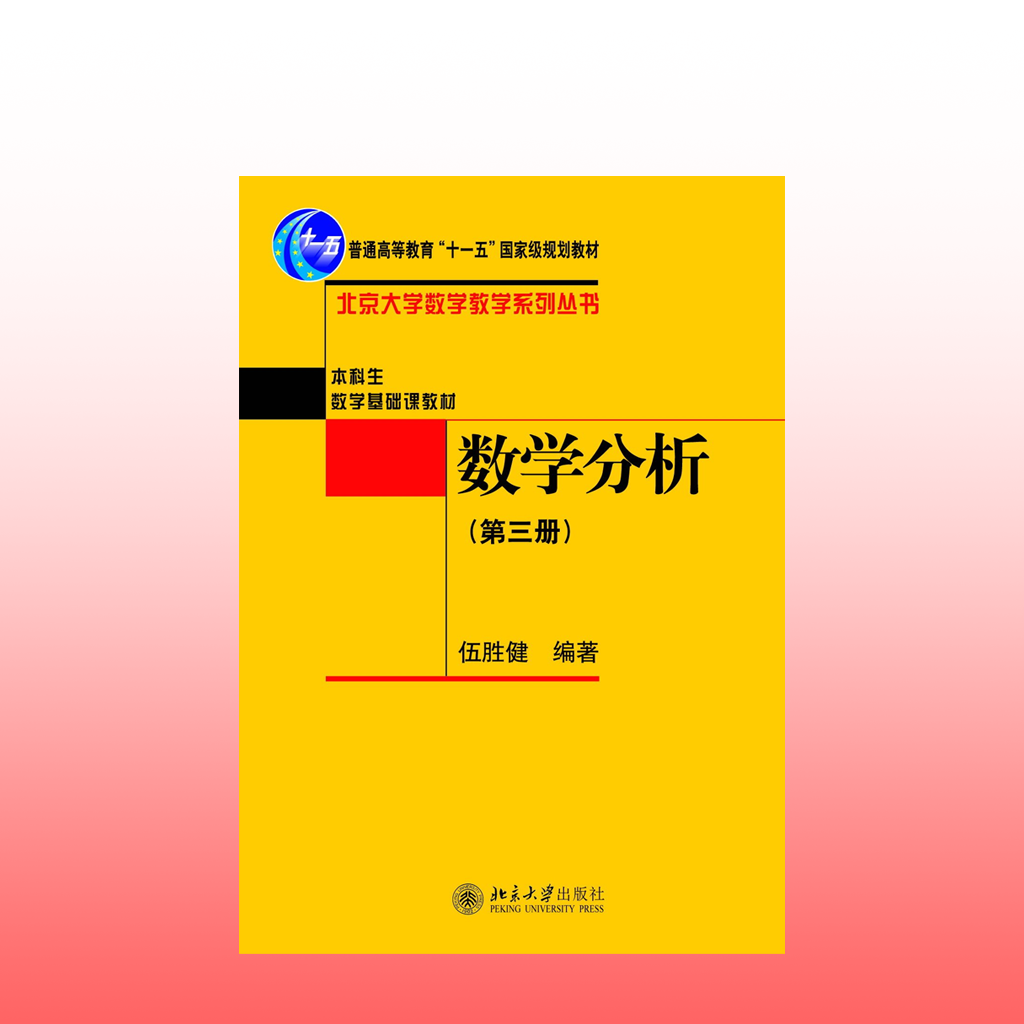 十一五
普通高等教育“十一五”国家级规划教材
北京大学数学教学系列丛书
本科生
数学基础课教材
数学分析
（第三册）
伍胜健 编著
北京大学出版社
PEKING UNIVERSITY PRESS